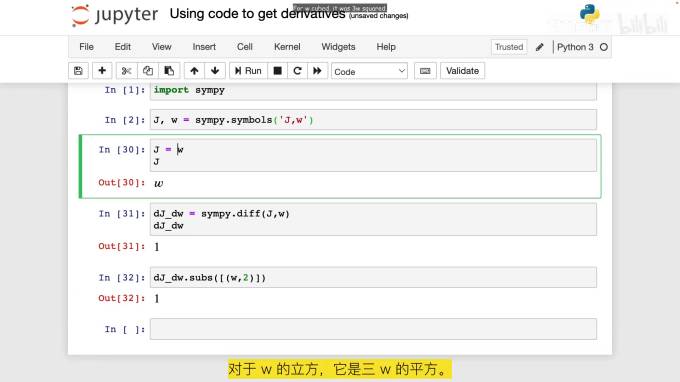 For w cubed, it was 3w squared.
jupyter Using code to get derivatives (unsaved changes)
bilibili
File Edit View Insert Cell Kernel Widgets Help Trusted Python 3
Run Code Validate
In [1]: import sympy
In [2]: J, w = sympy.symbols('J,w')
In [30]: J = w
J
Out[30]: w
In [31]: dJ_dw = sympy.diff(J,w)
dJ_dw
Out[31]: 1
In [32]: dJ_dw.subs([(w,2)])
Out[32]: 1
In [ ]:
对于 w 的立方，它是三 w 的平方。